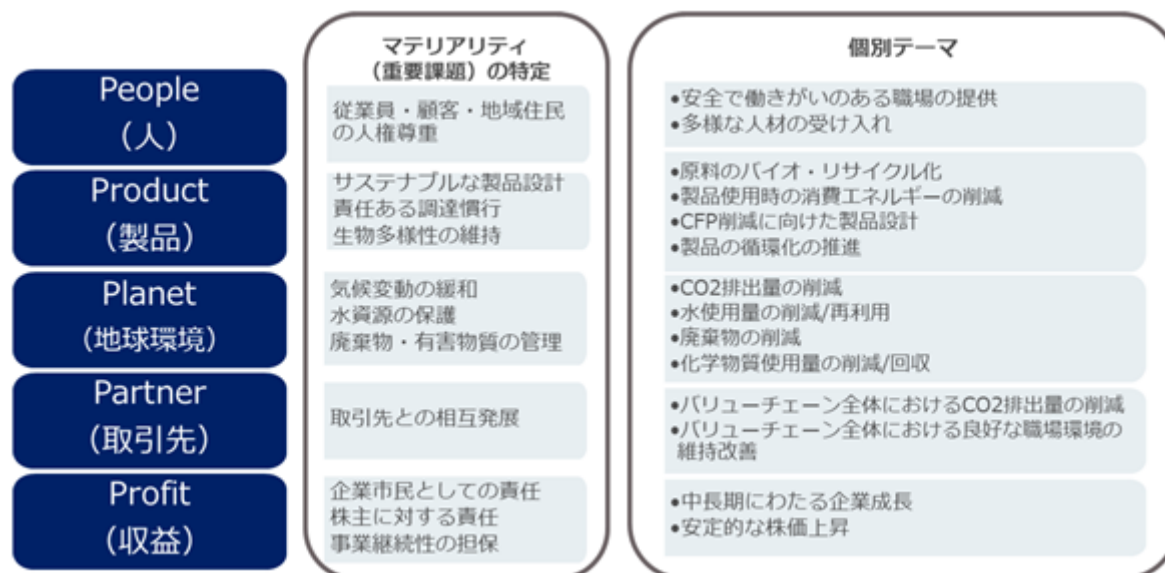 マテリアリティ
（重要課題）の特定
個別テーマ
People
（人）
従業員・顧客・地域住民
の人権尊重
•安全で働きがいのある職場の提供
•多様な人材の受け入れ
Product
（製品）
サステナブルな製品設計
責任ある調達慣行
生物多様性の維持
•原料のバイオ・リサイクル化
•製品使用時の消費エネルギーの削減
•CFP削減に向けた製品設計
•製品の循環化の推進
Planet
（地球環境）
気候変動の緩和
水資源の保護
廃棄物・有害物質の管理
•CO2排出量の削減
•水使用量の削減/再利用
•廃棄物の削減
•化学物質使用量の削減/回収
Partner
（取引先）
取引先との相互発展
•バリューチェーン全体におけるCO2排出量の削減
•バリューチェーン全体における良好な職場環境の
維持改善
Profit
（収益）
企業市民としての責任
株主に対する責任
事業継続性の担保
•中長期にわたる企業成長
•安定的な株価上昇